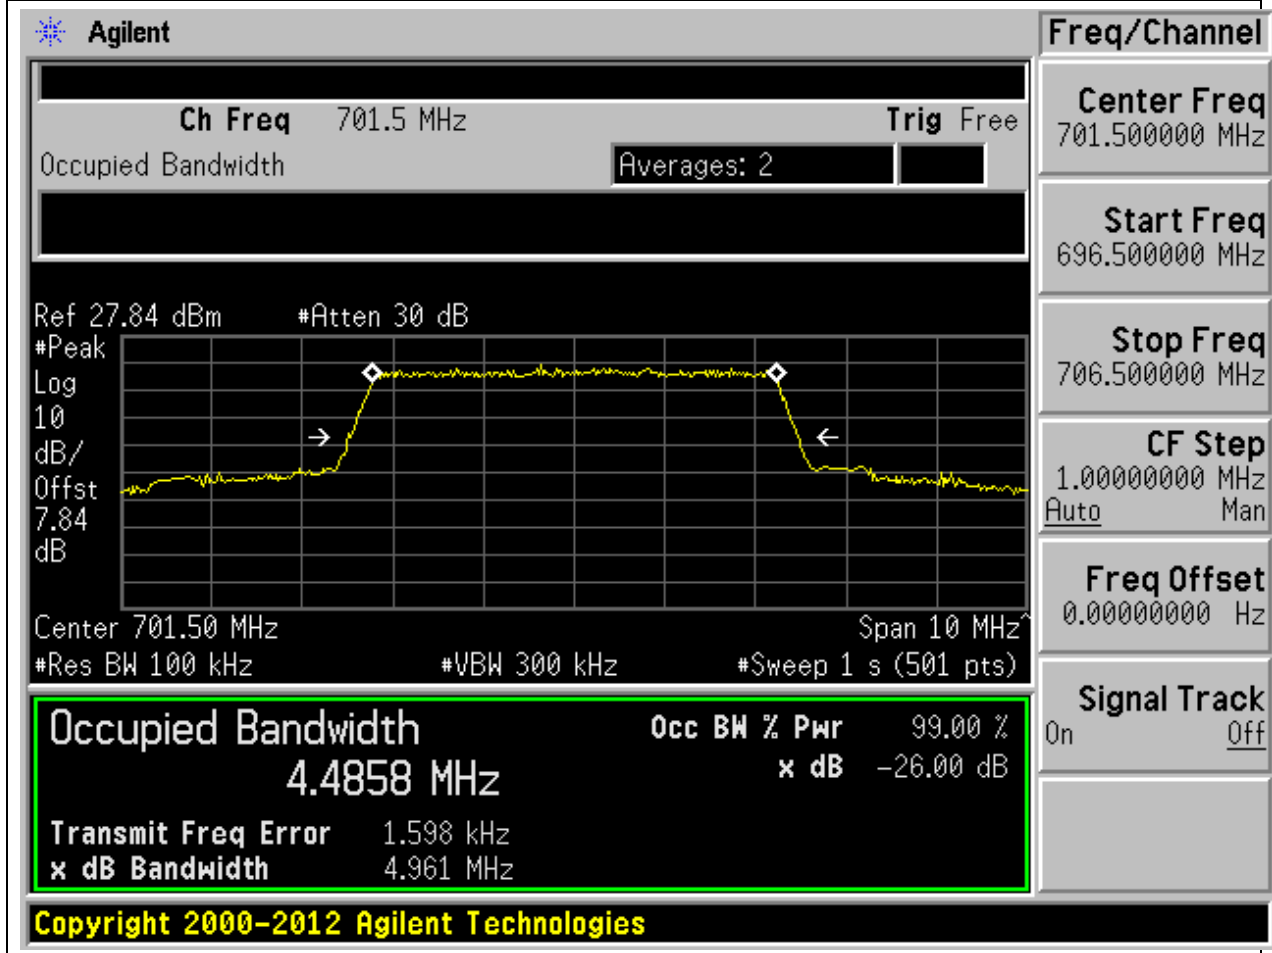 Agilent
Freq/Channel
Ch Freq 701.5 MHz Trig Free
Occupied Bandwidth Averages: 2
Center Freq
701.500000 MHz
Start Freq
696.500000 MHz
Stop Freq
706.500000 MHz
CF Step
1.00000000 MHz
Auto Man
Freq Offset
0.00000000 Hz
Signal Track
On Off
Ref 27.84 dBm #Atten 30 dB
#Peak
Log
10
dB/
Offst
7.84
dB
Center 701.50 MHz Span 10 MHz^
#Res BW 100 kHz #VBW 300 kHz #Sweep 1 s (501 pts)
Occupied Bandwidth Occ BW % Pwr 99.00 %
4.4858 MHz x dB -26.00 dB
Transmit Freq Error 1.598 kHz
x dB Bandwidth 4.961 MHz
Copyright 2000-2012 Agilent Technologies